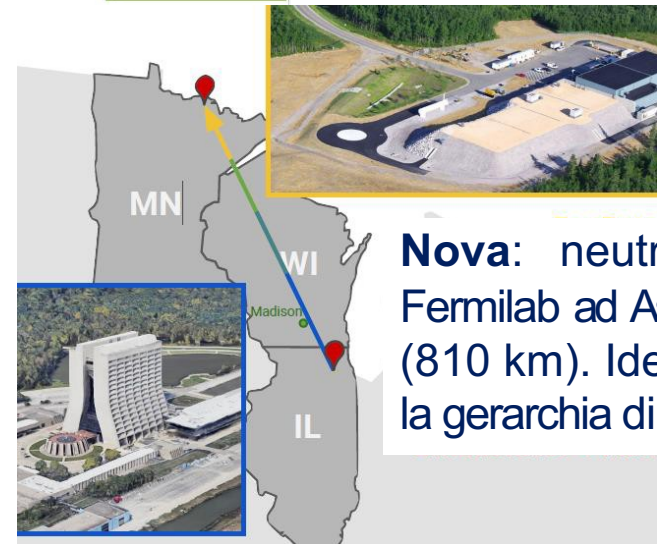 MN
WI
Madison
IL
Nova: neutr
Fermilab ad A
(810 km). Ide
la gerarchia di